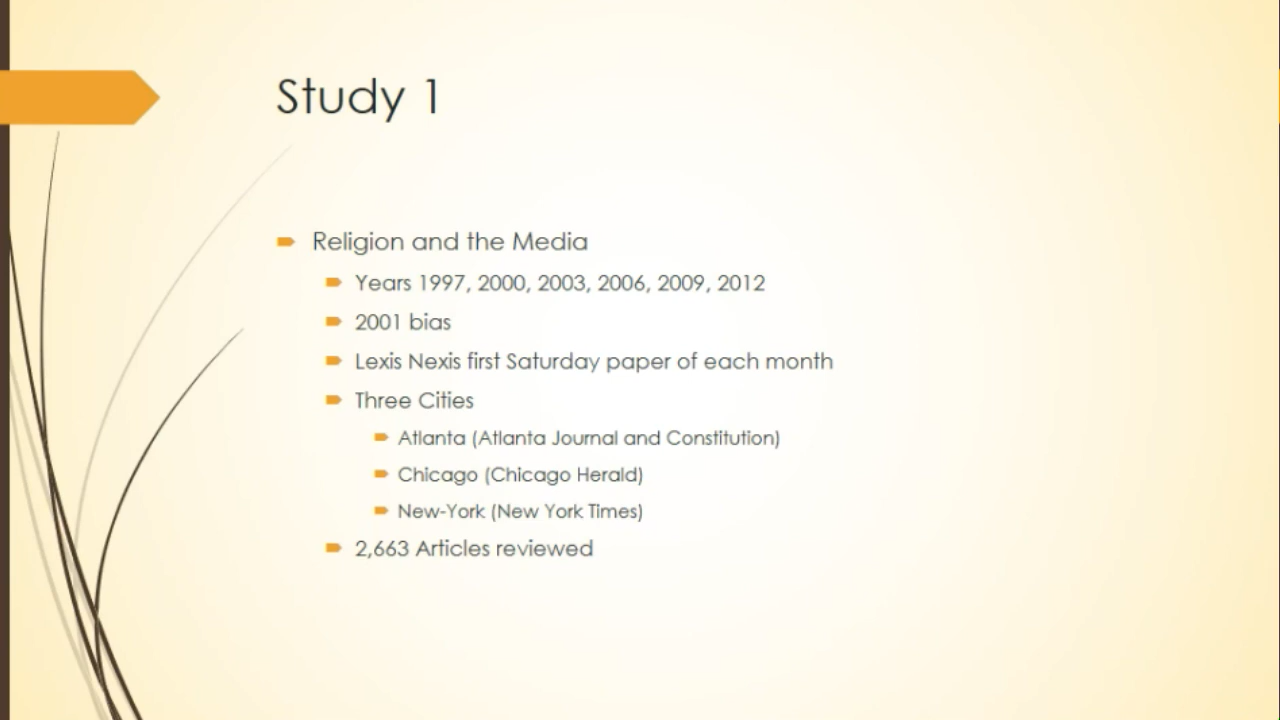 Study 1
Religion and the Media
Years 1997, 2000, 2003, 2006, 2009, 2012
2001 bias
Lexis Nexis first Saturday paper of each month
Three Cities
Atlanta (Atlanta Journal and Constitution)
Chicago (Chicago Herald)
New-York (New York Times)
2,663 Articles reviewed